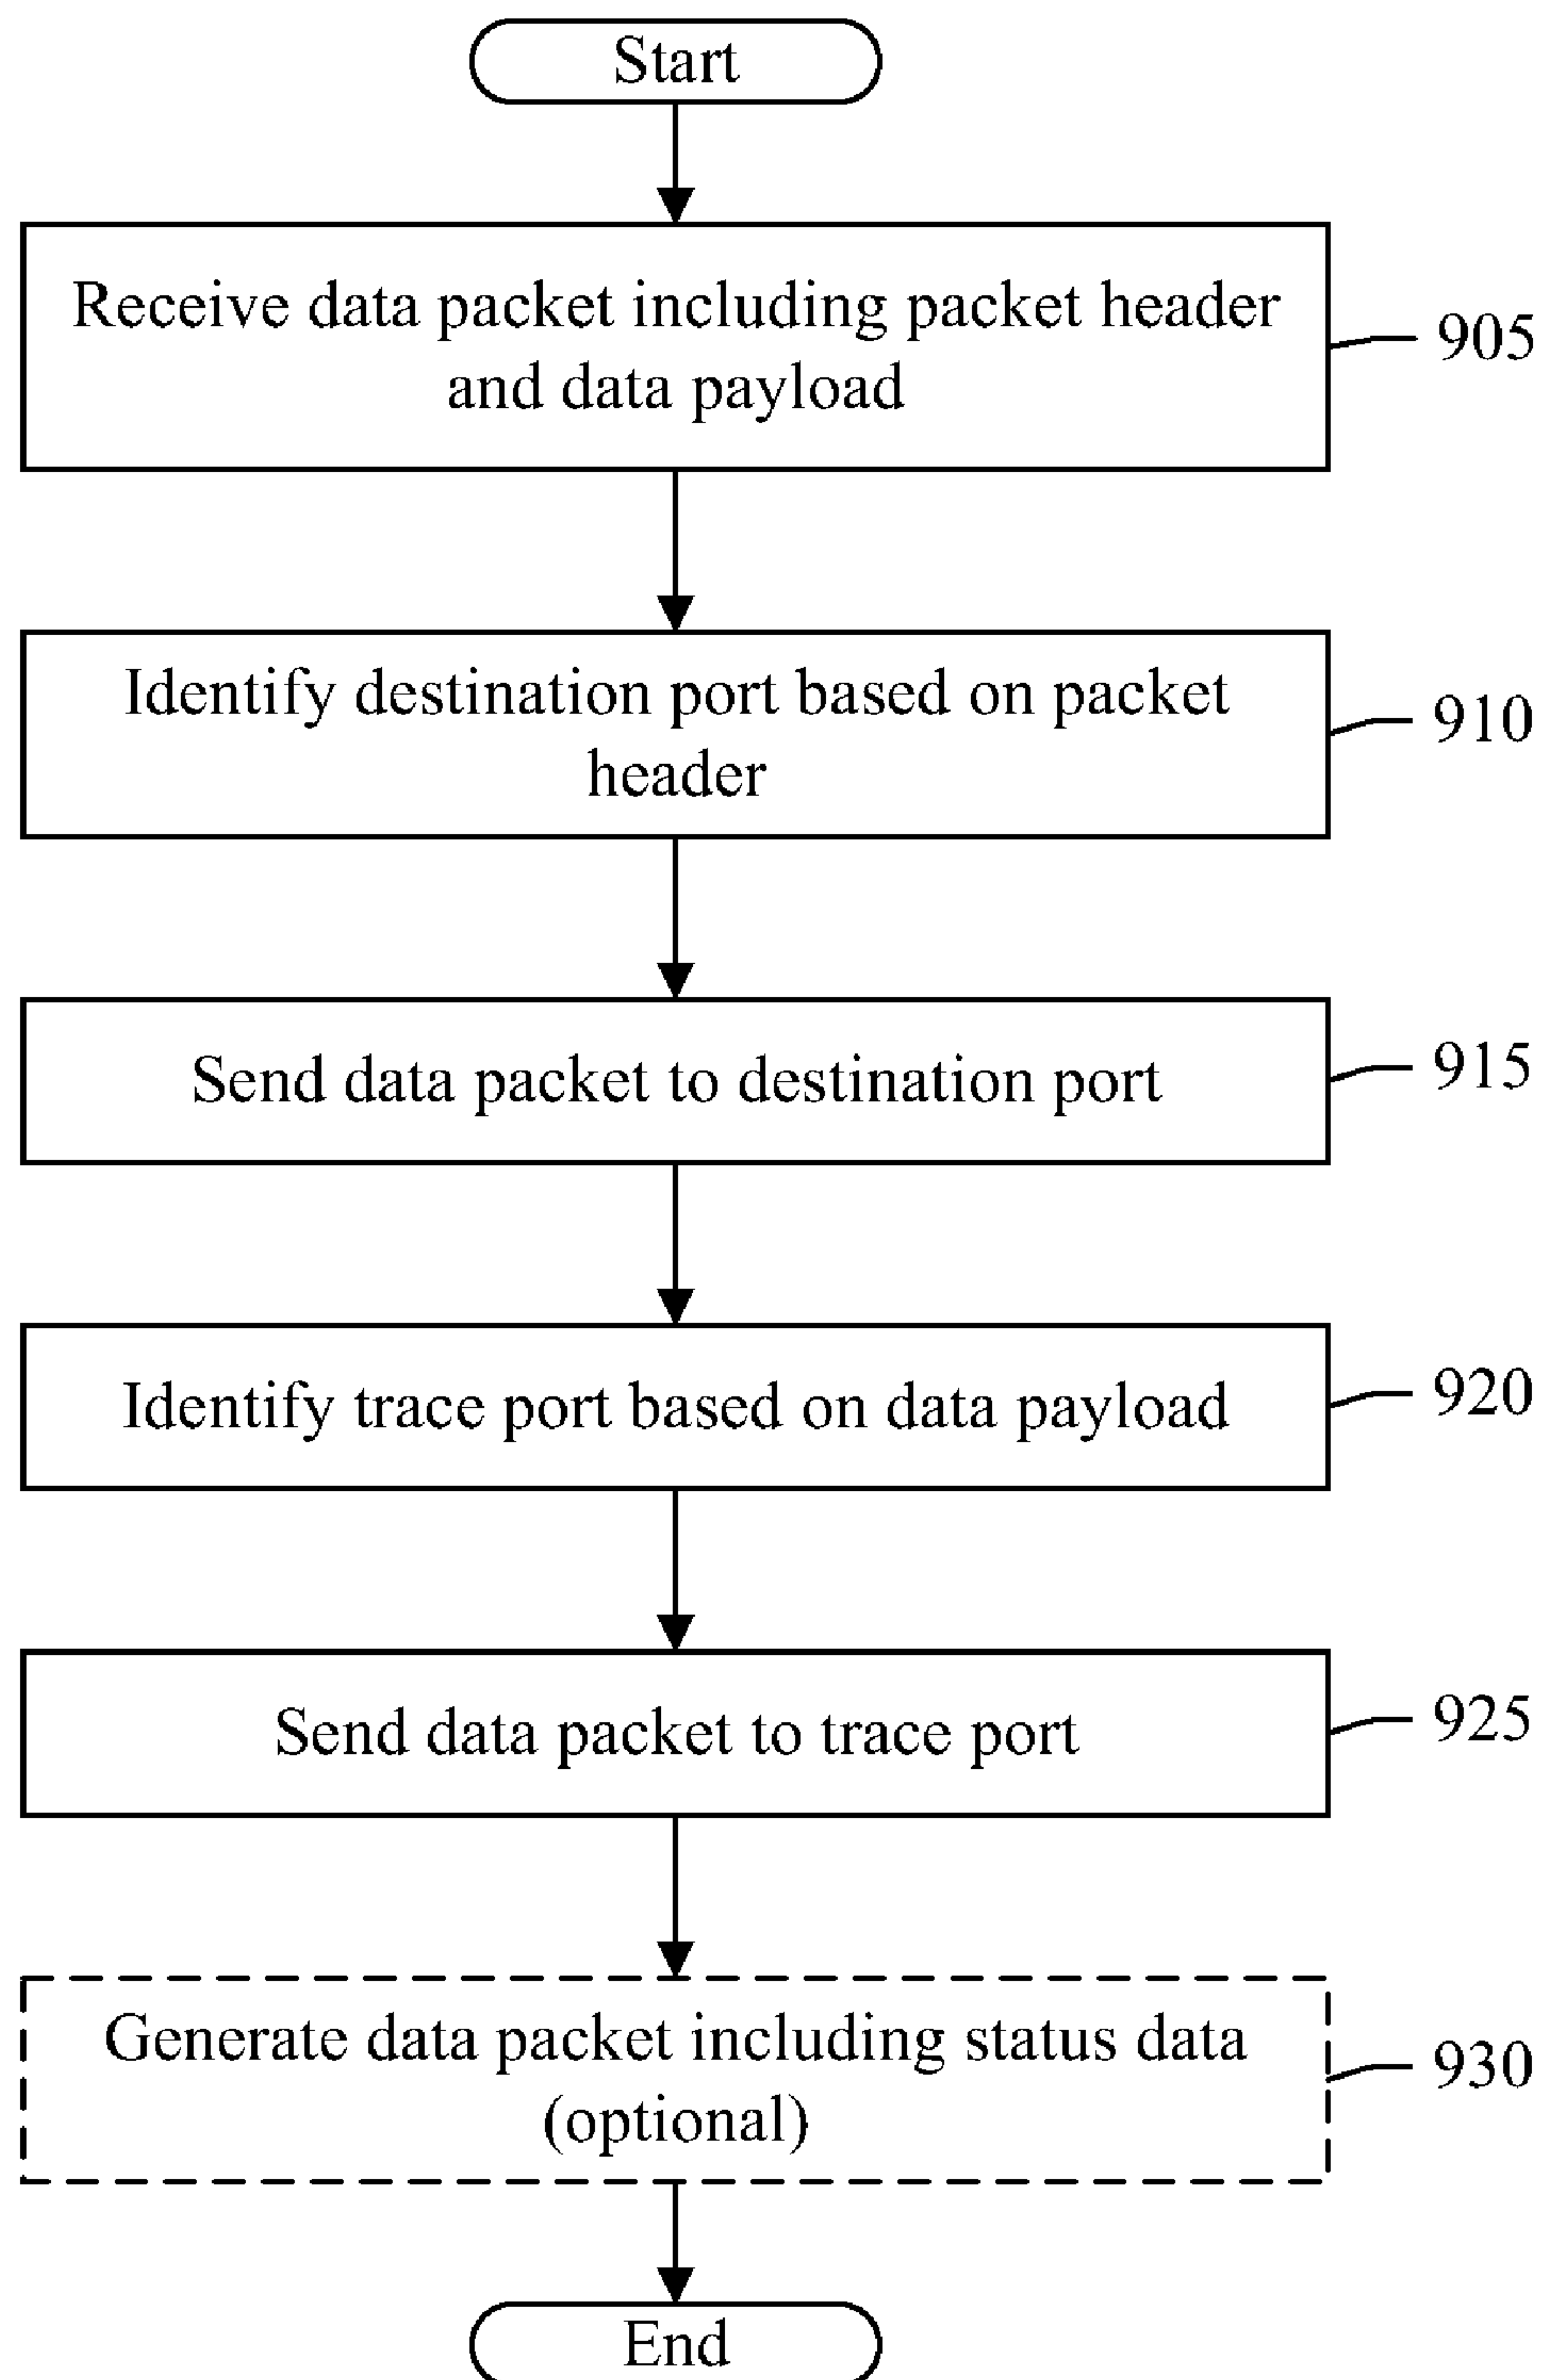 Start
Receive data packet including packet header
and data payload
905
Identify destination port based on packet
header
910
Send data packet to destination port
915
Identify trace port based on data payload
920
Send data packet to trace port
925
Generate data packet including status data
(optional)
930
End